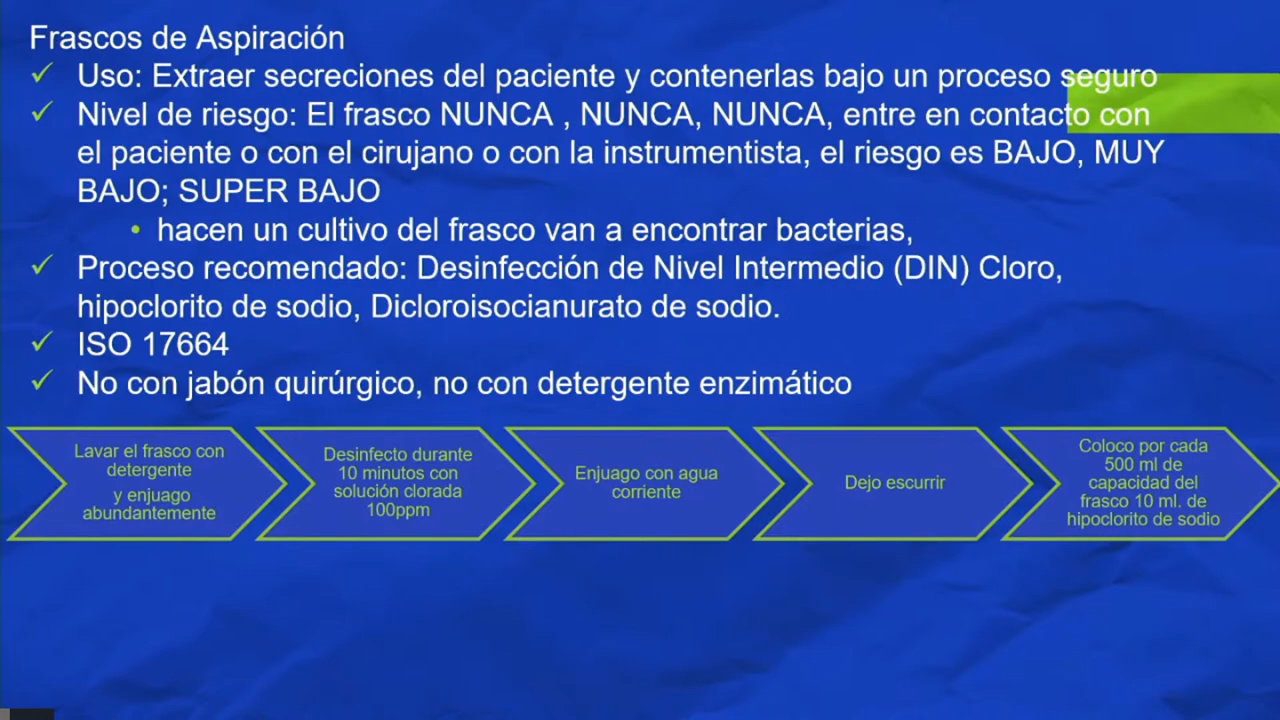 Frascos de Aspiración
✓ Uso: Extraer secreciones del paciente y contenerlas bajo un proceso seguro
✓ Nivel de riesgo: El frasco NUNCA , NUNCA, NUNCA, entre en contacto con
el paciente o con el cirujano o con la instrumentista, el riesgo es BAJO, MUY
BAJO; SUPER BAJO
• hacen un cultivo del frasco van a encontrar bacterias,
✓ Proceso recomendado: Desinfección de Nivel Intermedio (DIN) Cloro,
hipoclorito de sodio, Dicloroisocianurato de sodio.
✓ ISO 17664
✓ No con jabón quirúrgico, no con detergente enzimático
Lavar el frasco con
detergente
y enjuago
abundantemente
Desinfecto durante
10 minutos con
solución clorada
100ppm
Enjuago con agua
corriente
Dejo escurrir
Coloco por cada
500 ml de
capacidad del
frasco 10 ml. de
hipoclorito de sodio